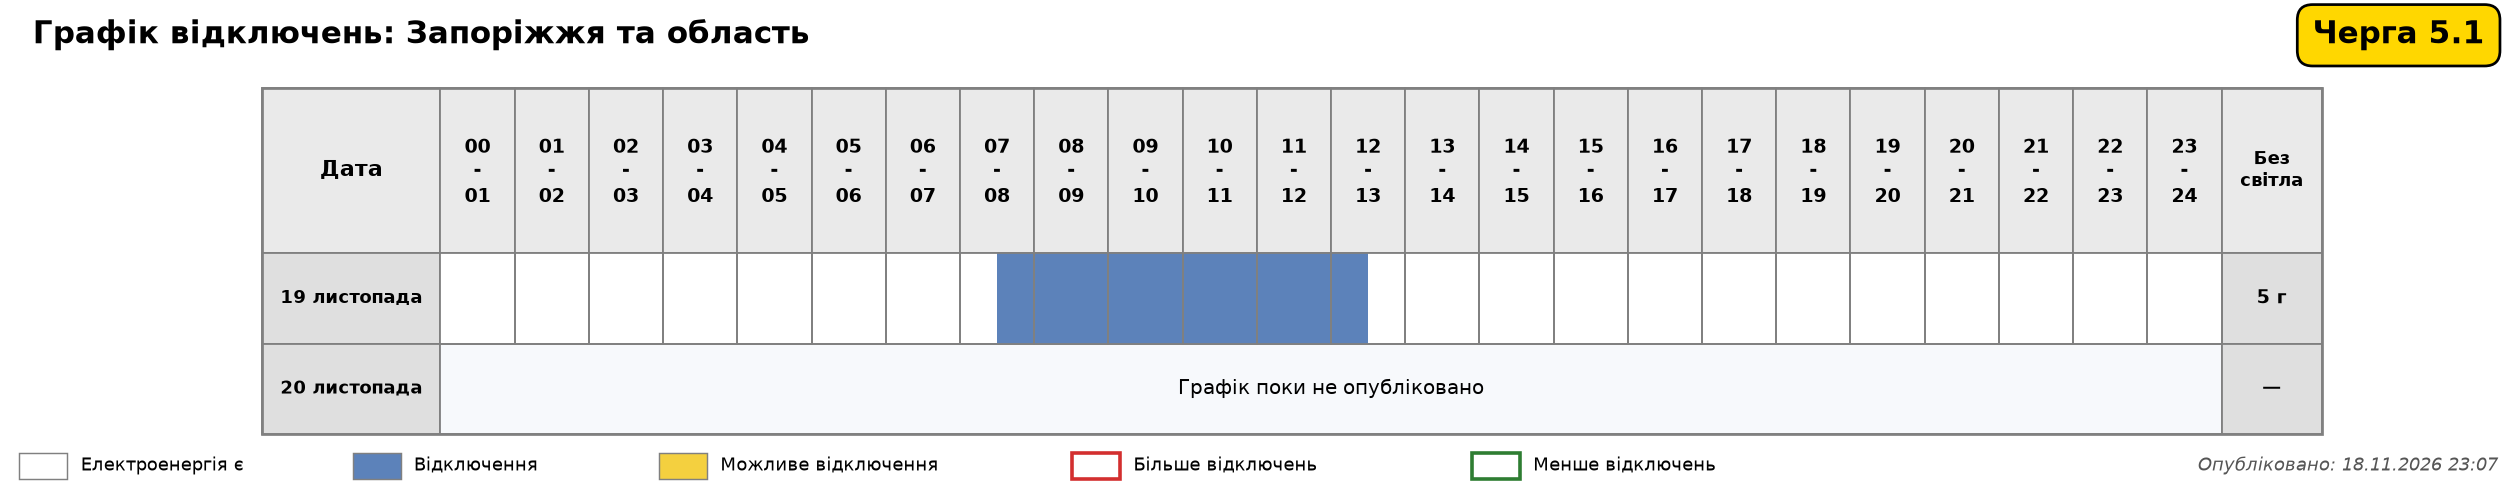 Графік відключень: Запоріжжя та область
Черга 5.1
Дата
00 - 01
01 - 02
02 - 03
03 - 04
04 - 05
05 - 06
06 - 07
07 - 08
08 - 09
09 - 10
10 - 11
11 - 12
12 - 13
13 - 14
14 - 15
15 - 16
16 - 17
17 - 18
18 - 19
19 - 20
20 - 21
21 - 22
22 - 23
23 - 24
Без світла
19 листопада
5 г
20 листопада
Графік поки не опубліковано
—
Електроенергія є
Відключення
Можливе відключення
Більше відключень
Менше відключень
Опубліковано: 18.11.2026 23:07